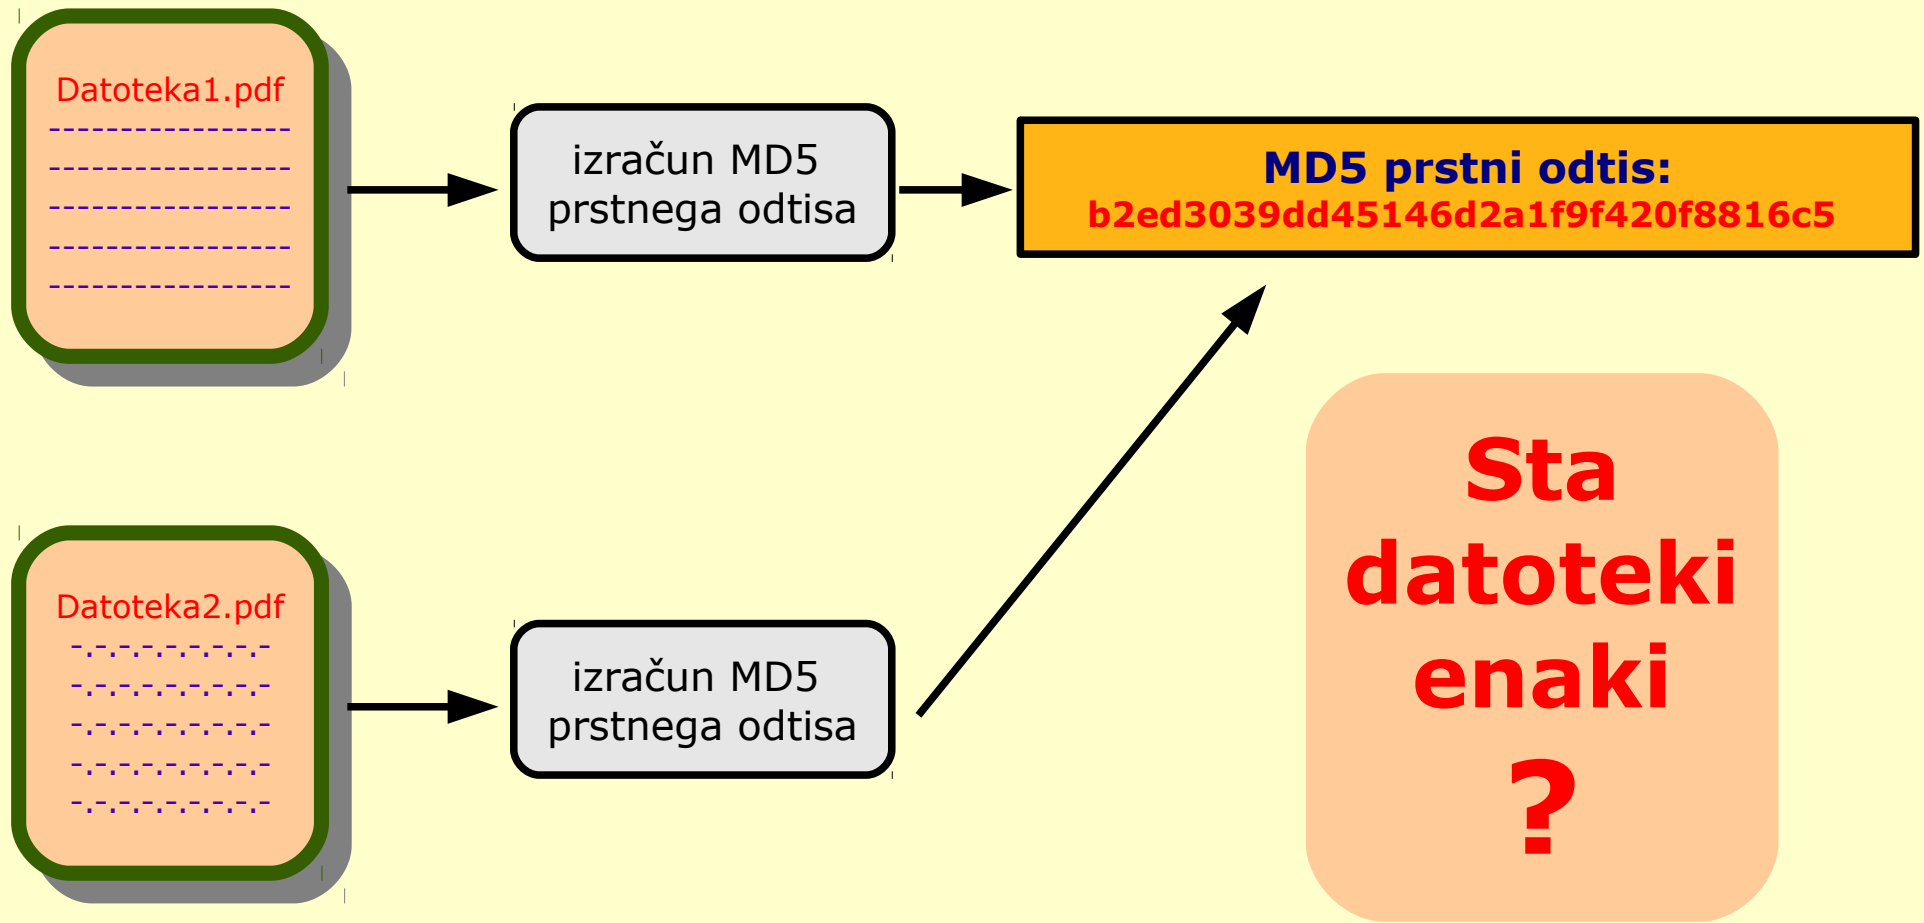 Datoteka1.pdf
-----------------
-----------------
-----------------
-----------------
-----------------
izračun MD5
prstnega odtisa
MD5 prstni odtis:
b2ed3039dd45146d2a1f9f420f8816c5
Datoteka2.pdf
-.-.-.-.-.-.-.-.-
-.-.-.-.-.-.-.-.-
-.-.-.-.-.-.-.-.-
-.-.-.-.-.-.-.-.-
-.-.-.-.-.-.-.-.-
izračun MD5
prstnega odtisa
Sta
datoteki
enaki
?